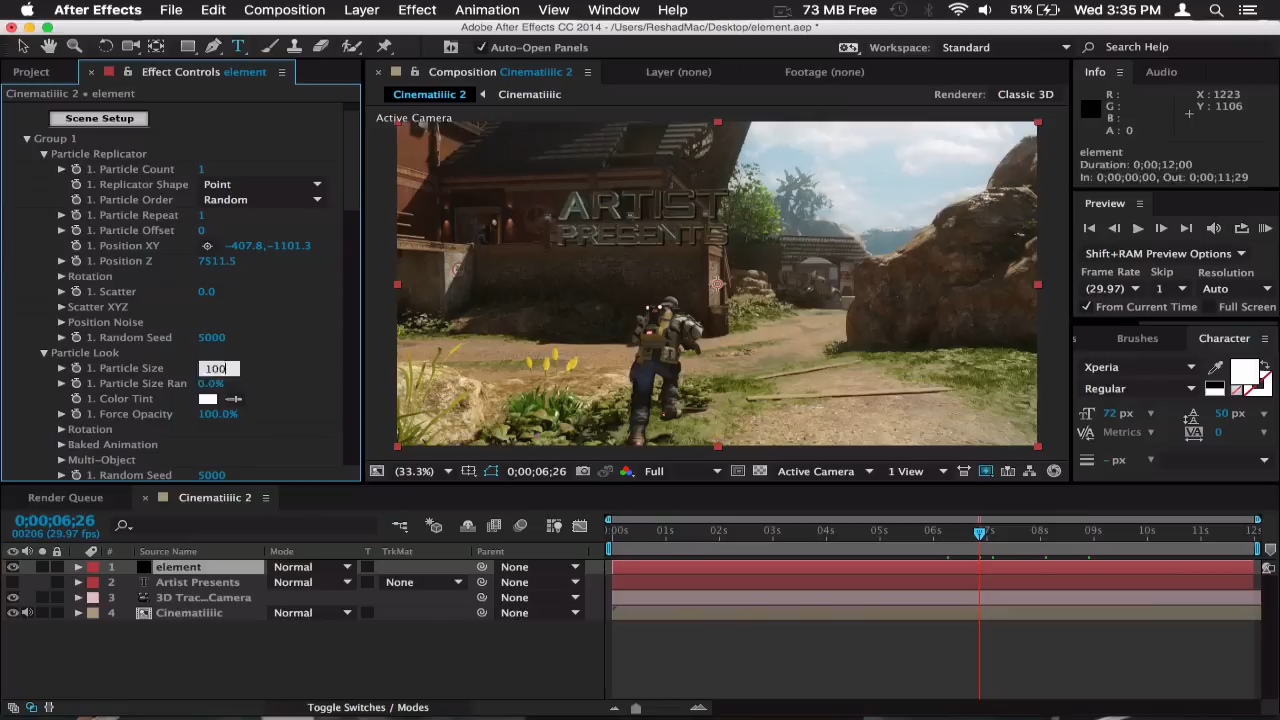 After Effects File Edit Composition Layer Effect Animation View Window Help 73 MB Free 51% Wed 3:35 PM
Adobe After Effects CC 2014 - /Users/ReshadMac/Desktop/element.aep *
T Auto-Open Panels Workspace: Standard Search Help
Project × Effect Controls element × Composition Cinematiiiic 2 Layer (none) Footage (none) Info Audio
Cinematiiiic 2 • element Cinematiiiic 2 Cinematiiiic Renderer: Classic 3D
R: X : 1223
G: Y : 1106
B:
A : 0
Scene Setup
Active Camera
Group 1
Particle Replicator
1. Particle Count 1
1. Replicator Shape Point
1. Particle Order Random
1. Particle Repeat 1
1. Particle Offset 0
1. Position XY -407.8,-1101.3
1. Position Z 7511.5
Rotation
1. Scatter 0.0
Scatter XYZ
Position Noise
1. Random Seed 5000
Particle Look
1. Particle Size 100
1. Particle Size Ran 0.0%
1. Color Tint
1. Force Opacity 100.0%
Rotation
Baked Animation
Multi-Object
1. Random Seed 5000
ARTIST
PRESENTS
element
Duration: 0;00;12;00
In: 0;00;00;00, Out: 0;00;11;29
Preview
Shift+RAM Preview Options
Frame Rate Skip Resolution
(29.97) 1 Auto
From Current Time Full Screen
Brushes Character
Xperia
Regular
72 px 50 px
Metrics 0
- px
(33.3%) 0;00;06;26 Full Active Camera 1 View
Render Queue × Cinematiiiic 2
0;00;06;26
00206 (29.97 fps)
:00s 01s 02s 03s 04s 05s 06s 7s 08s 09s 10s 11s 12s
# Source Name Mode T TrkMat Parent
1 element Normal None
2 T Artist Presents Normal None None
3 3D Trac...Camera None
4 Cinematiiiic Normal None
Toggle Switches / Modes